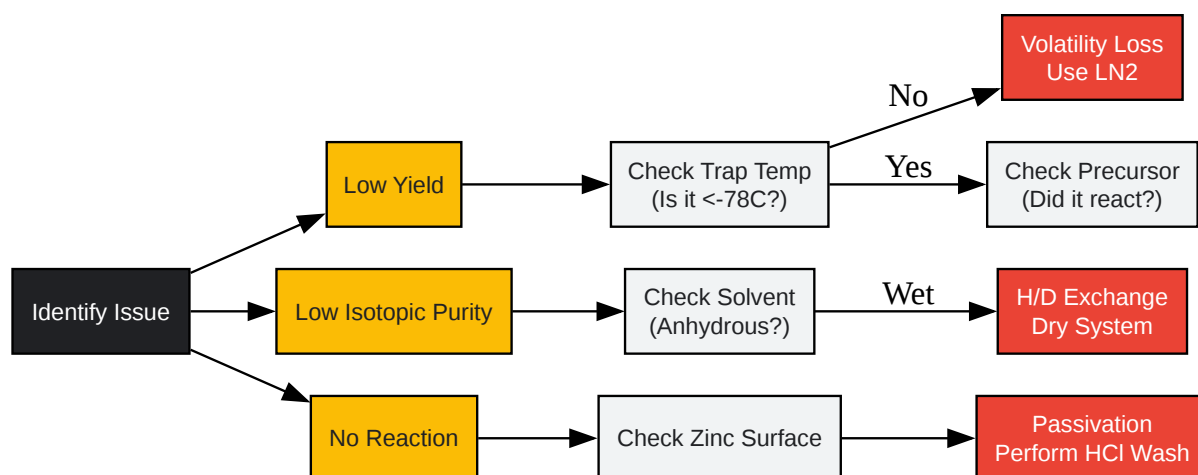 Volatility Loss
Use LN2
No
Low Yield
Check Trap Temp
(Is it <-78C?)
Yes
Check Precursor
(Did it react?)
Identify Issue
Low Isotopic Purity
Check Solvent
(Anhydrous?)
Wet
H/D Exchange
Dry System
No Reaction
Check Zinc Surface
Passivation
Perform HCl Wash